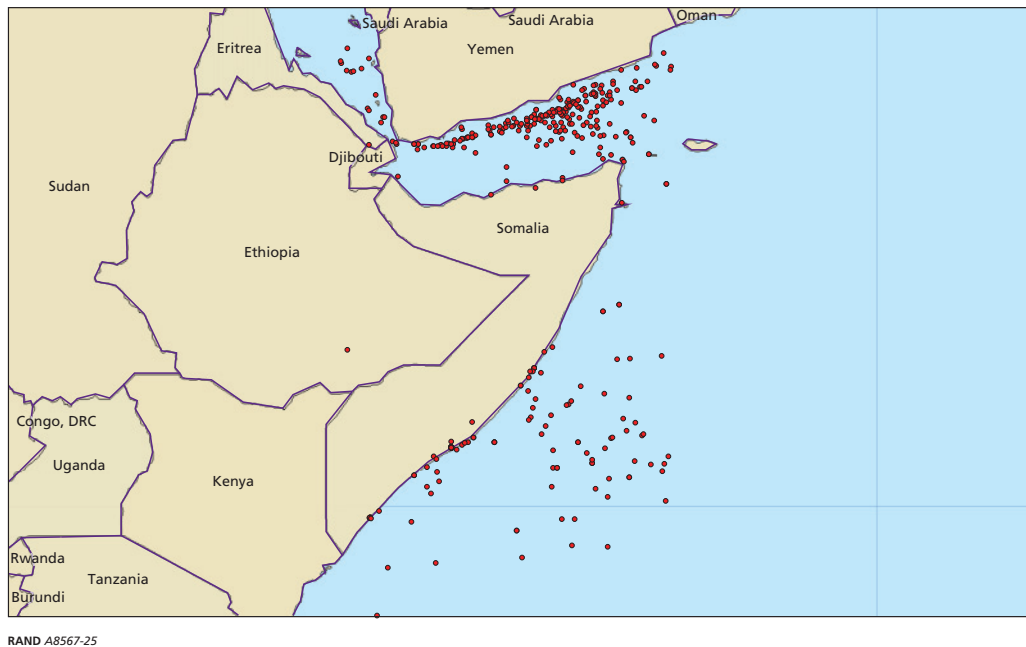 Oman
Saudi Arabia
Saudi Arabia
Eritrea
Yemen
Djibouti
Sudan
Somalia
Ethiopia
Congo, DRC
Uganda
Kenya
Rwanda
Tanzania
Burundi
RAND A8567-25